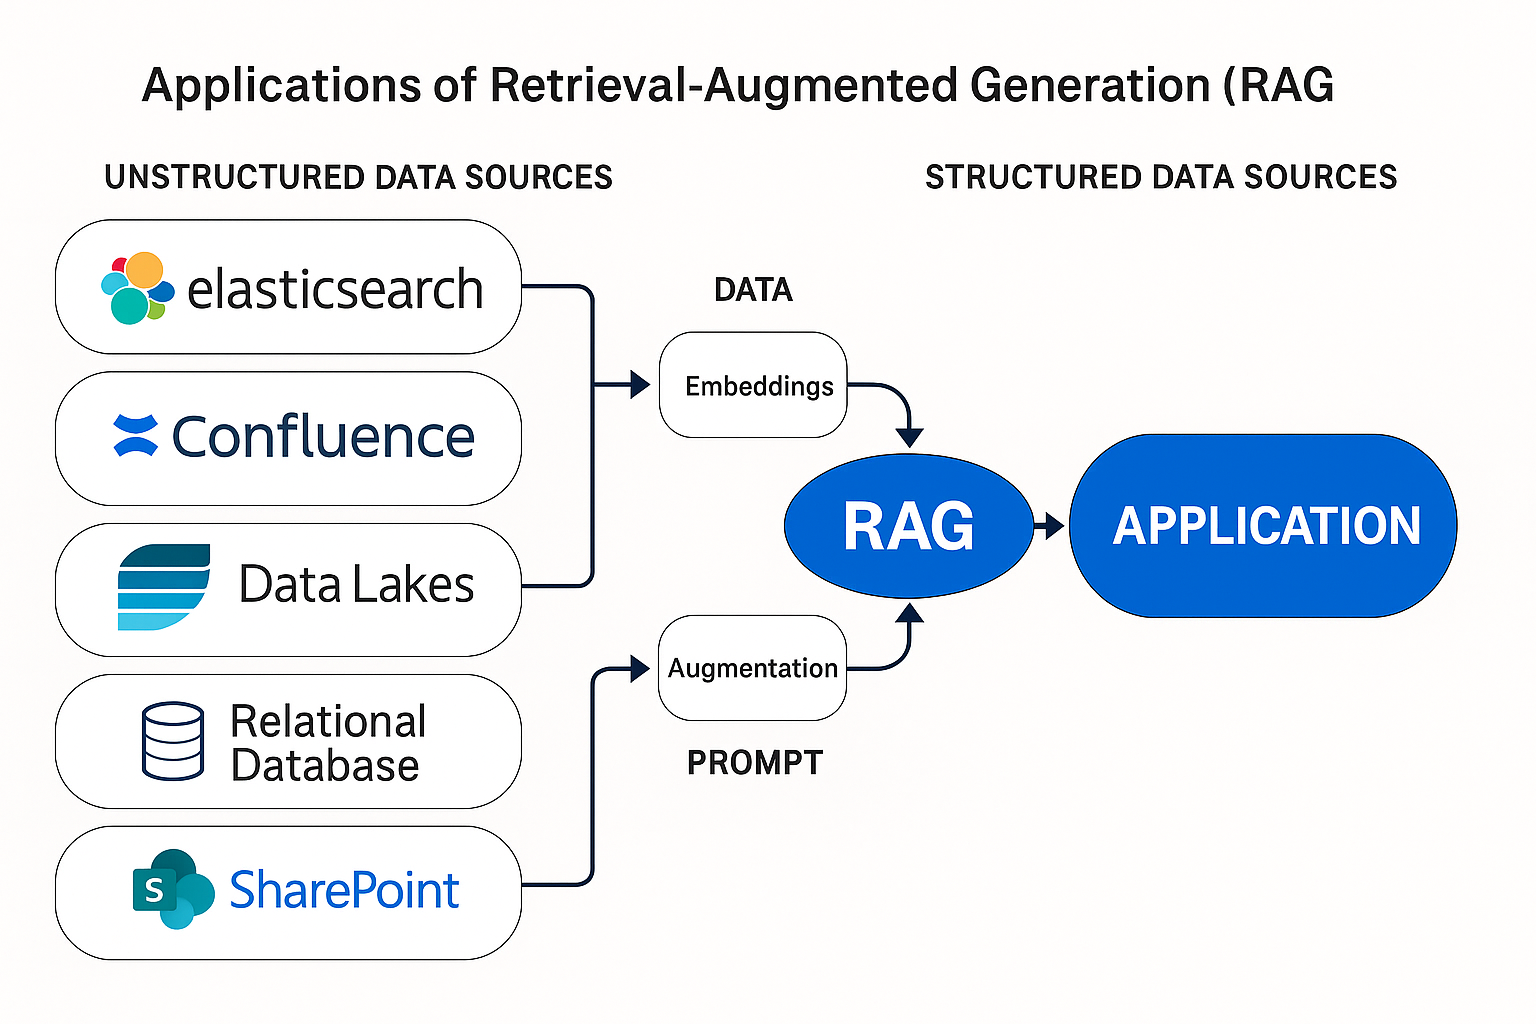 Applications of Retrieval-Augmented Generation (RAG
UNSTRUCTURED DATA SOURCES
STRUCTURED DATA SOURCES
elasticsearch
Confluence
Data Lakes
Relational
Database
S
SharePoint
DATA
Embeddings
Augmentation
PROMPT
RAG
APPLICATION